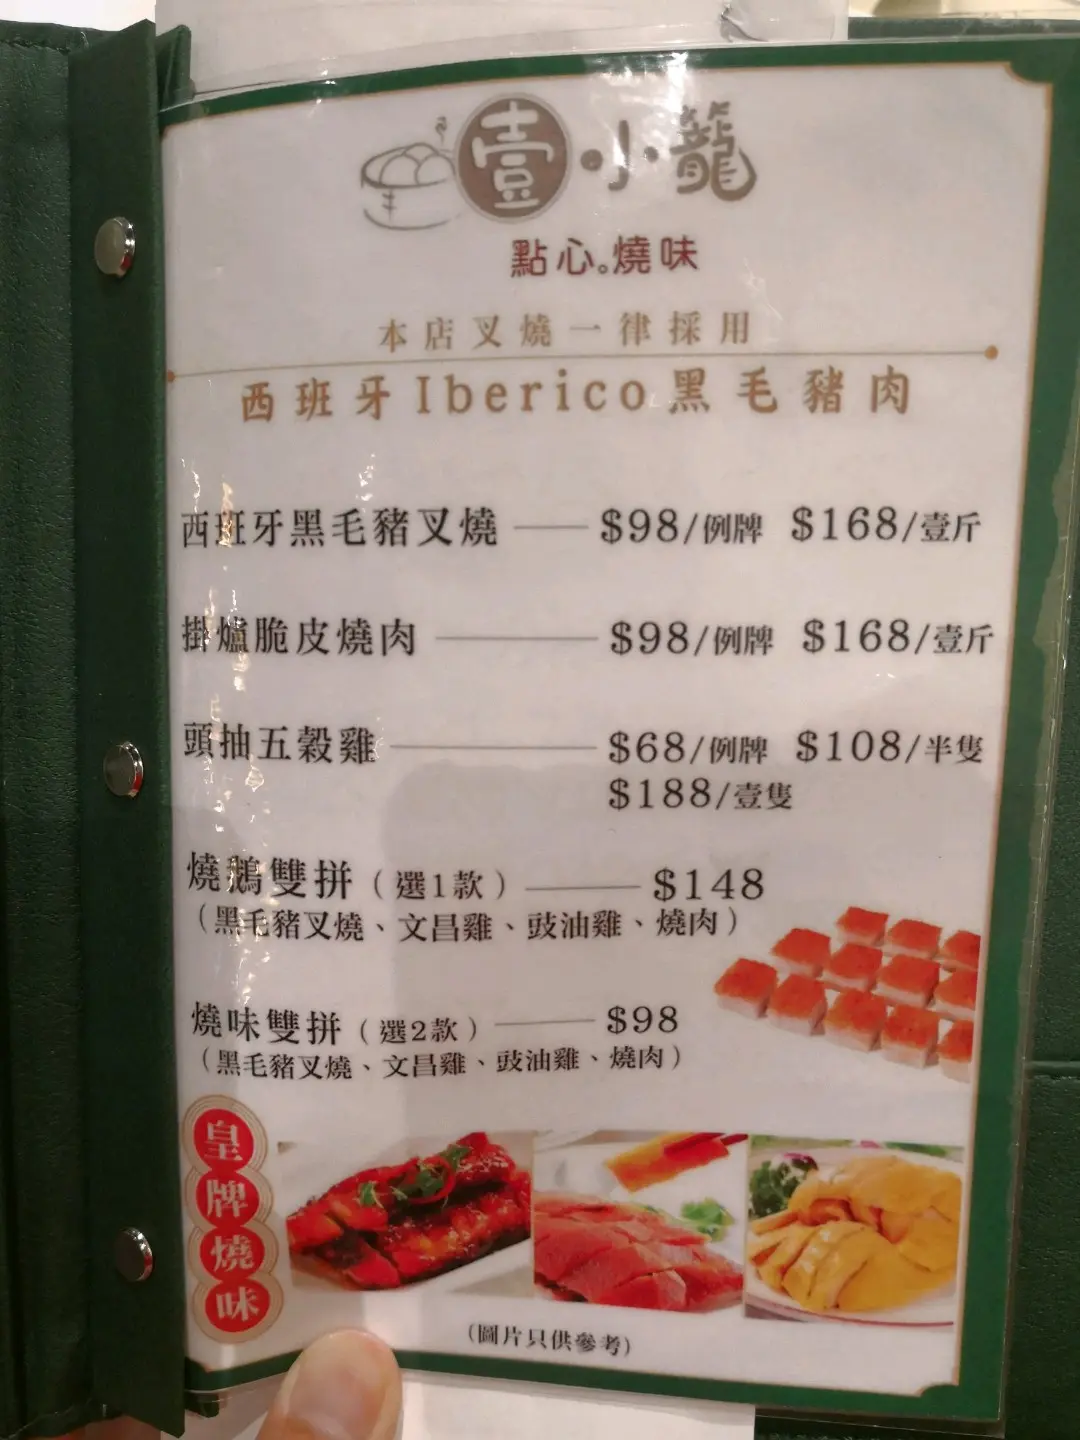 壹·小·龍
點心。燒味
本店叉燒一律採用
西班牙Iberico黑毛豬肉
西班牙黑毛豬叉燒 $98/例牌 $168/壹斤
掛爐脆皮燒肉 $98/例牌 $168/壹斤
頭抽五穀雞 $68/例牌 $108/半隻
$188/壹隻
燒鵝雙拼（選1款） $148
（黑毛豬叉燒、文昌雞、豉油雞、燒肉）
燒味雙拼（選2款） $98
（黑毛豬叉燒、文昌雞、豉油雞、燒肉）
皇牌燒味
（圖片只供參考）